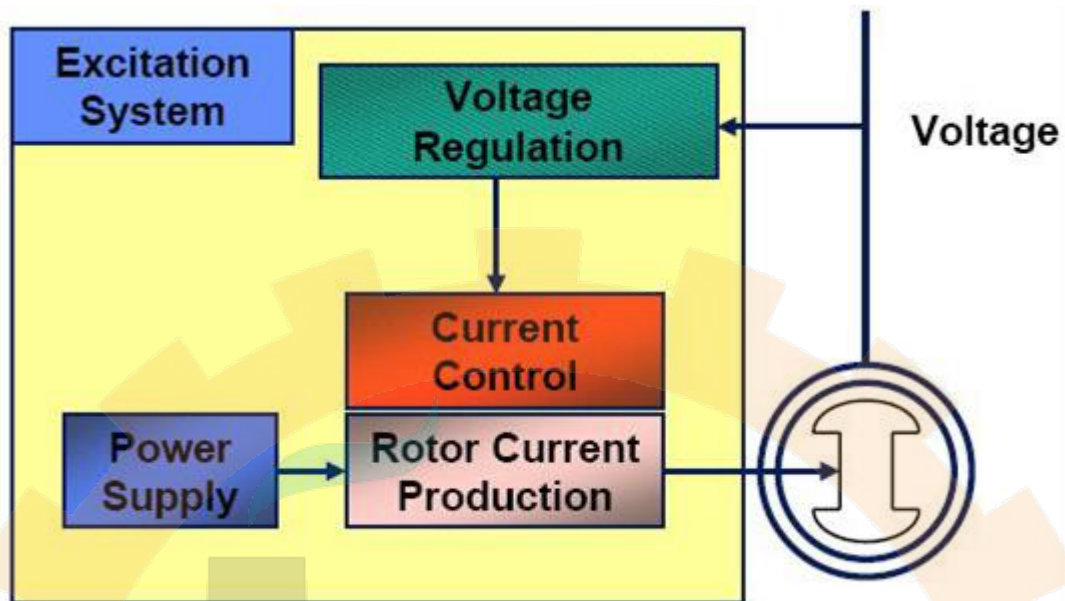 Excitation
System
Voltage
Regulation
Voltage
Current
Control
Power
Supply
Rotor Current
Production